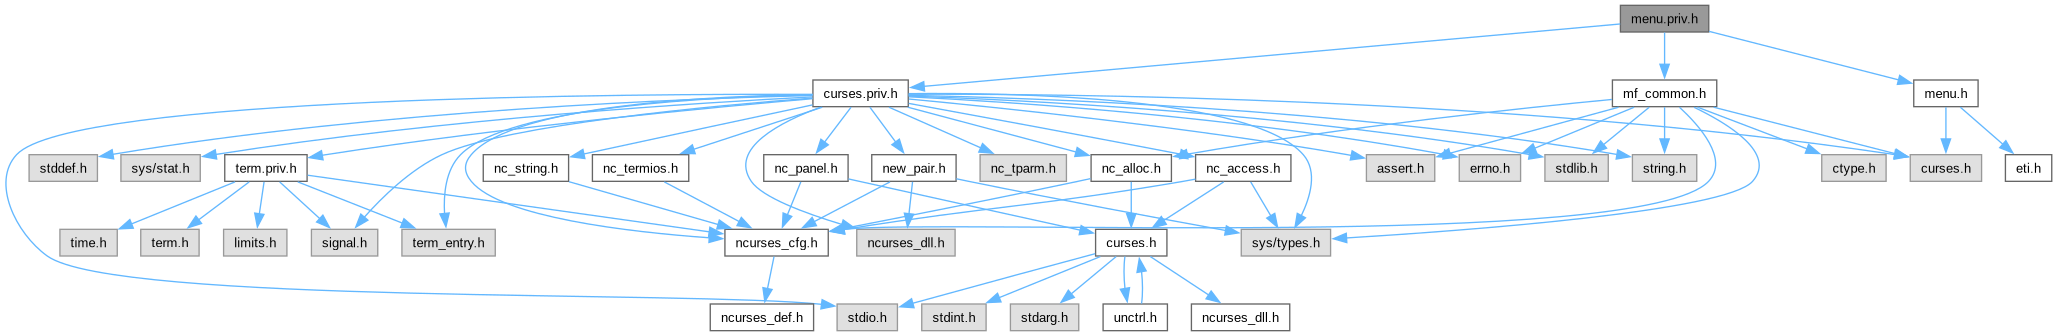 menu.priv.h
curses.priv.h
mf_common.h
menu.h
stddef.h
sys/stat.h
term.priv.h
nc_string.h
nc_termios.h
nc_panel.h
new_pair.h
nc_tparm.h
nc_alloc.h
nc_access.h
assert.h
errno.h
stdlib.h
string.h
ctype.h
curses.h
eti.h
time.h
term.h
limits.h
signal.h
term_entry.h
ncurses_cfg.h
ncurses_dll.h
curses.h
sys/types.h
ncurses_def.h
stdio.h
stdint.h
stdarg.h
unctrl.h
ncurses_dll.h